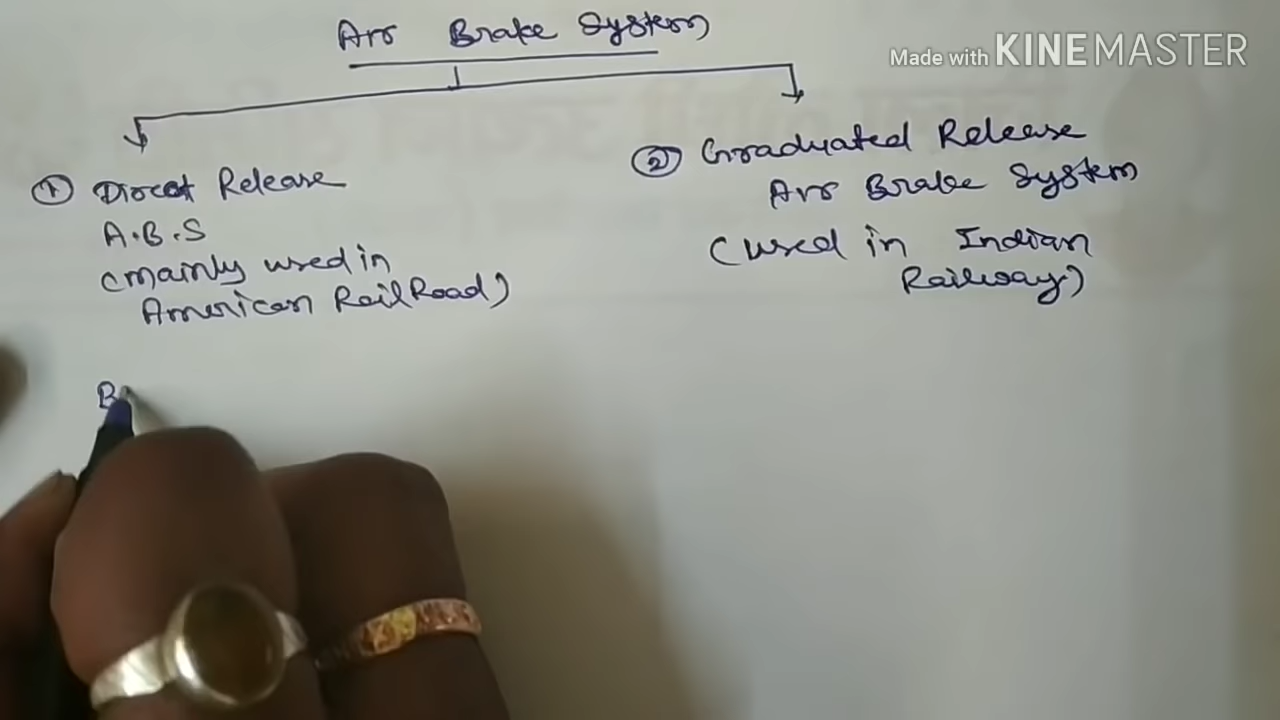 Air Brake System
Made with KINEMASTER
① Direct Release
A.B.S
(mainly used in
American RailRoad)
② Graduated Release
Air Brake System
(used in Indian
Railway)
B